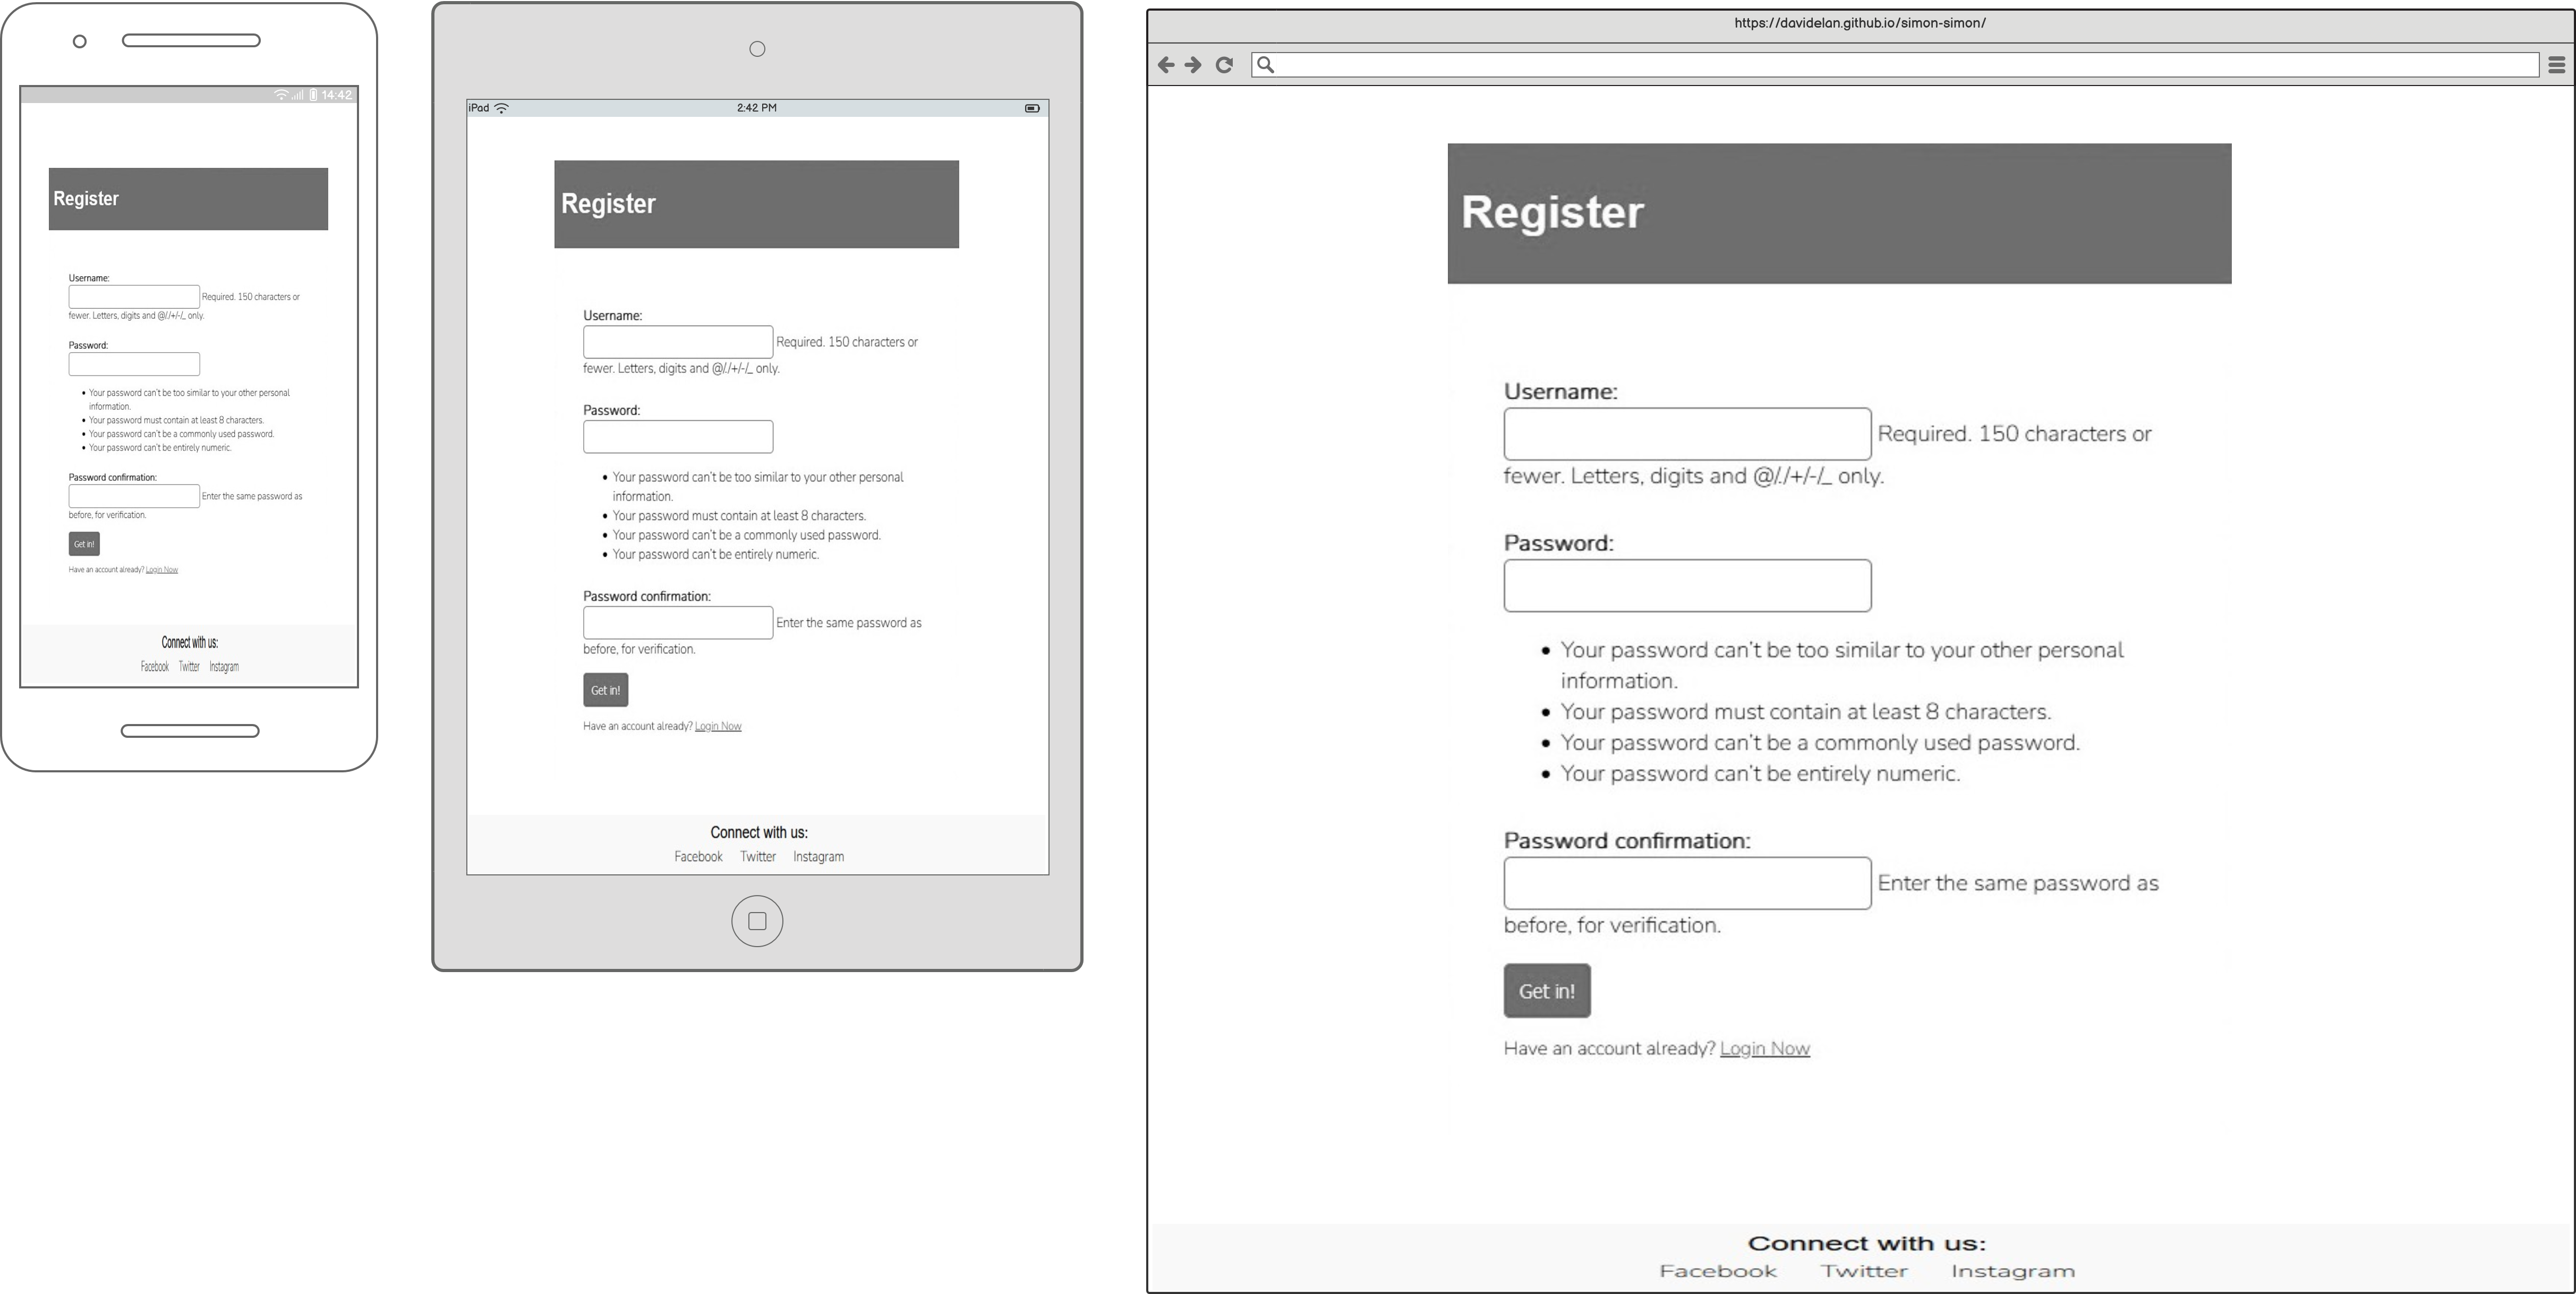 14:42
Register
Username:
Required. 150 characters or
fewer. Letters, digits and @/./+/-/_ only.
Password:
• Your password can't be too similar to your other personal
information.
• Your password must contain at least 8 characters.
• Your password can't be a commonly used password.
• Your password can't be entirely numeric.
Password confirmation:
Enter the same password as
before, for verification.
Get in!
Have an account already? Login Now
Connect with us:
Facebook Twitter Instagram
iPad 2:42 PM
Register
Username:
Required. 150 characters or
fewer. Letters, digits and @/./+/-/_ only.
Password:
• Your password can't be too similar to your other personal
information.
• Your password must contain at least 8 characters.
• Your password can't be a commonly used password.
• Your password can't be entirely numeric.
Password confirmation:
Enter the same password as
before, for verification.
Get in!
Have an account already? Login Now
Connect with us:
Facebook Twitter Instagram
https://davidelan.github.io/simon-simon/
Register
Username:
Required. 150 characters or
fewer. Letters, digits and @/./+/-/_ only.
Password:
• Your password can't be too similar to your other personal
information.
• Your password must contain at least 8 characters.
• Your password can't be a commonly used password.
• Your password can't be entirely numeric.
Password confirmation:
Enter the same password as
before, for verification.
Get in!
Have an account already? Login Now
Connect with us:
Facebook Twitter Instagram